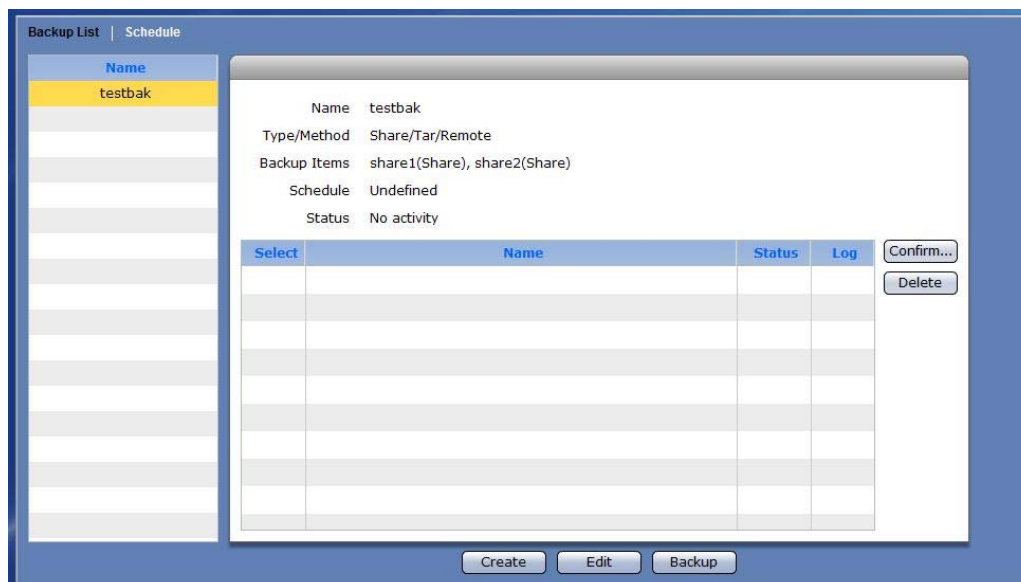 Backup List | Schedule
Name
testbak
Name testbak
Type/Method Share/Tar/Remote
Backup Items share1(Share), share2(Share)
Schedule Undefined
Status No activity
Select Name Status Log
Confirm...
Delete
Create Edit Backup